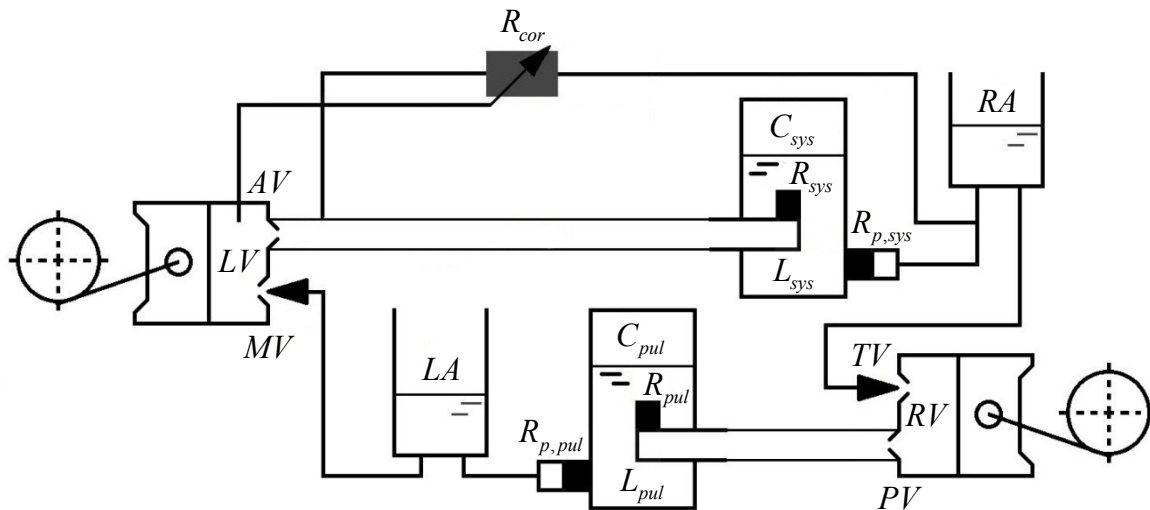 R_cor
RA
C_sys
R_sys
AV
R_p,sys
LV
L_sys
MV
C_pul
TV
LA
R_pul
RV
R_p,pul
L_pul
PV